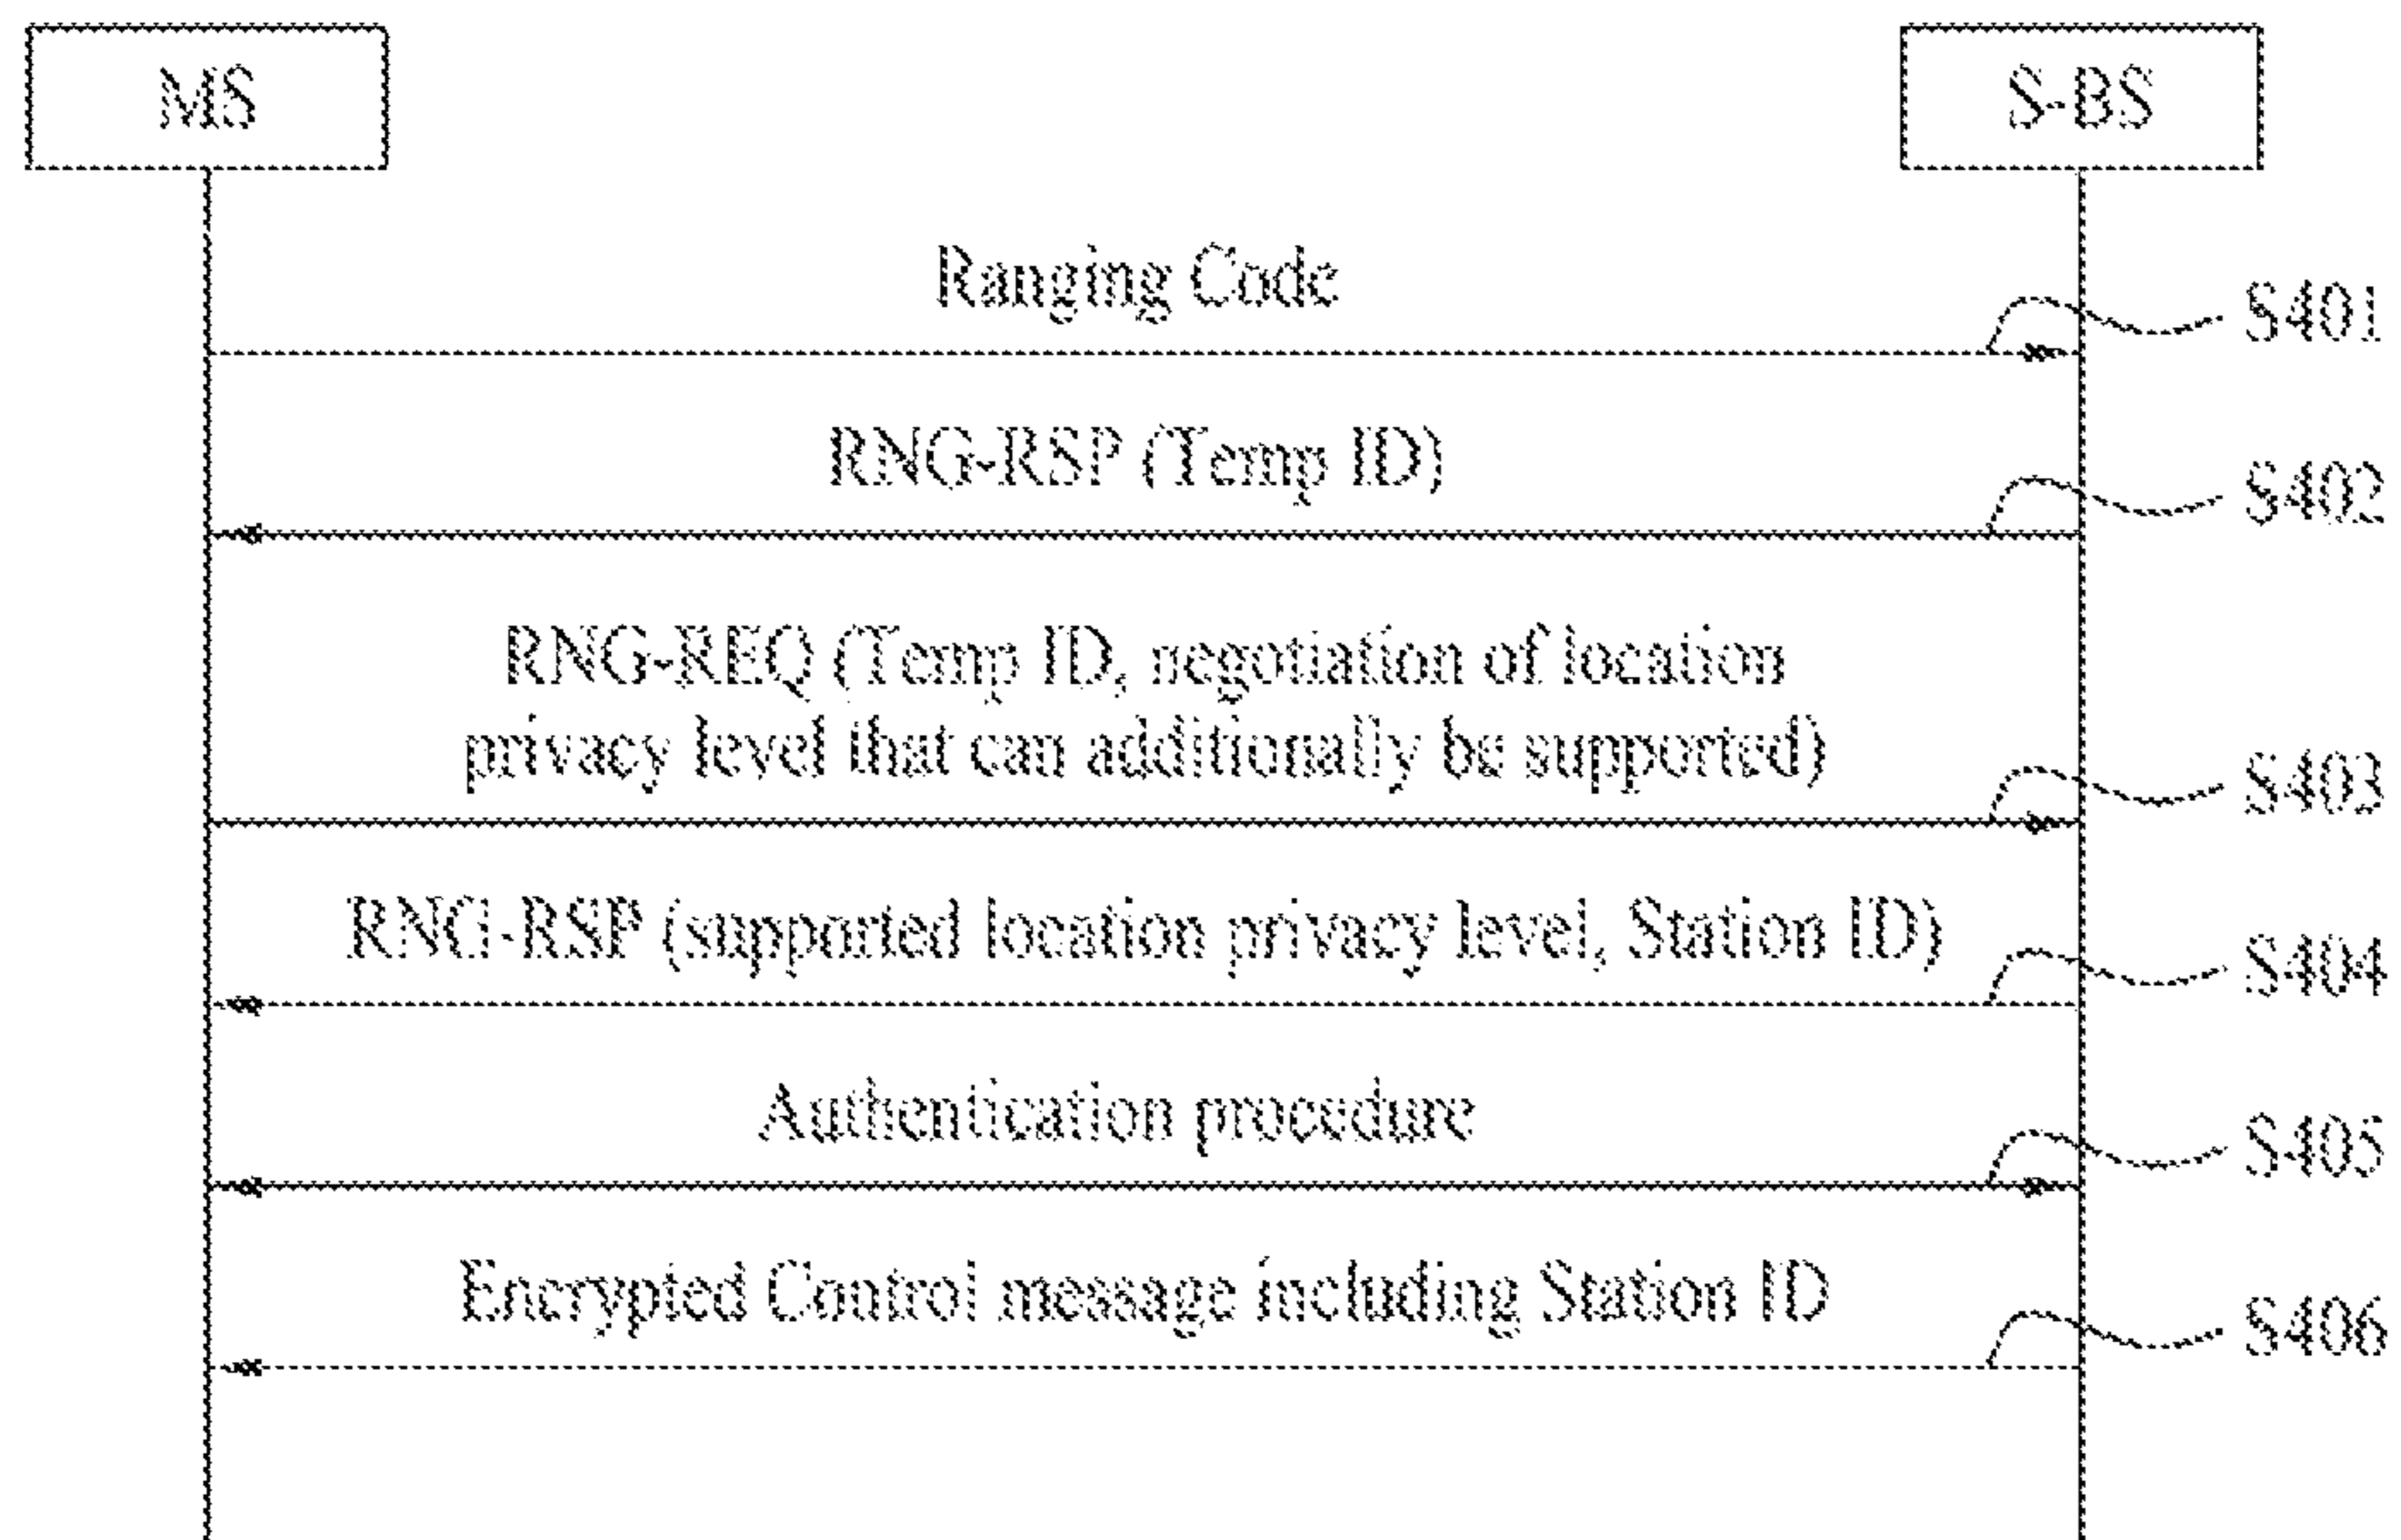 MS
S-BS
Ranging Code
S401
RNG-RSP (Temp ID)
S402
RNG-REQ (Temp ID, negotiation of location
privacy level that can additionally be supported)
S403
RNG-RSP (supported location privacy level, Station ID)
S404
Authentication procedure
S405
Encrypted Control message including Station ID
S406